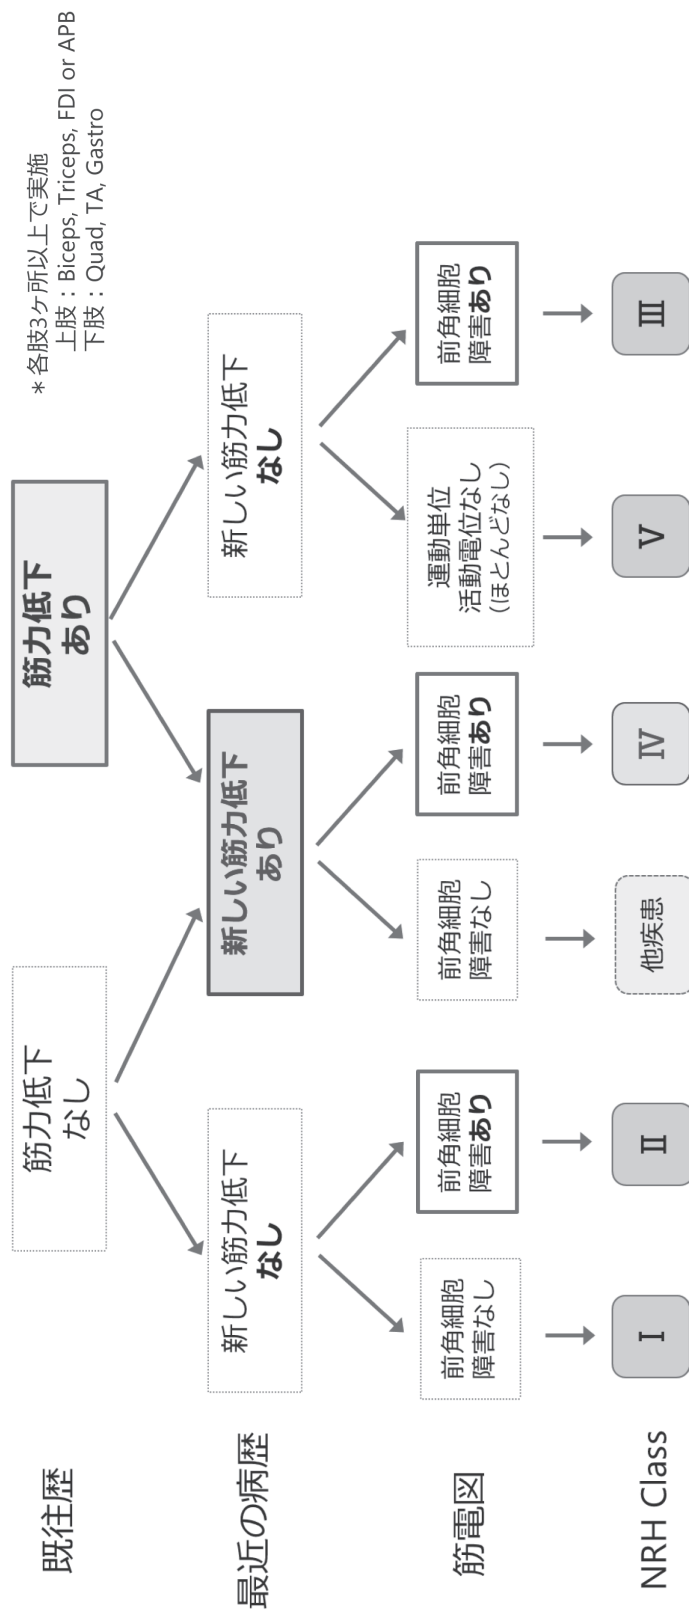 *各肢3ヶ所以上で実施
上肢：Biceps, Triceps, FDI or APB
下肢：Quad, TA, Gastro
既往歴
筋力低下
なし
筋力低下
あり
最近の病歴
新しい筋力低下
なし
新しい筋力低下
あり
新しい筋力低下
なし
筋電図
前角細胞
障害なし
前角細胞
障害あり
前角細胞
障害なし
前角細胞
障害あり
運動単位
活動電位なし
(ほとんどなし)
前角細胞
障害あり
NRH Class
I
II
他疾患
IV
V
III